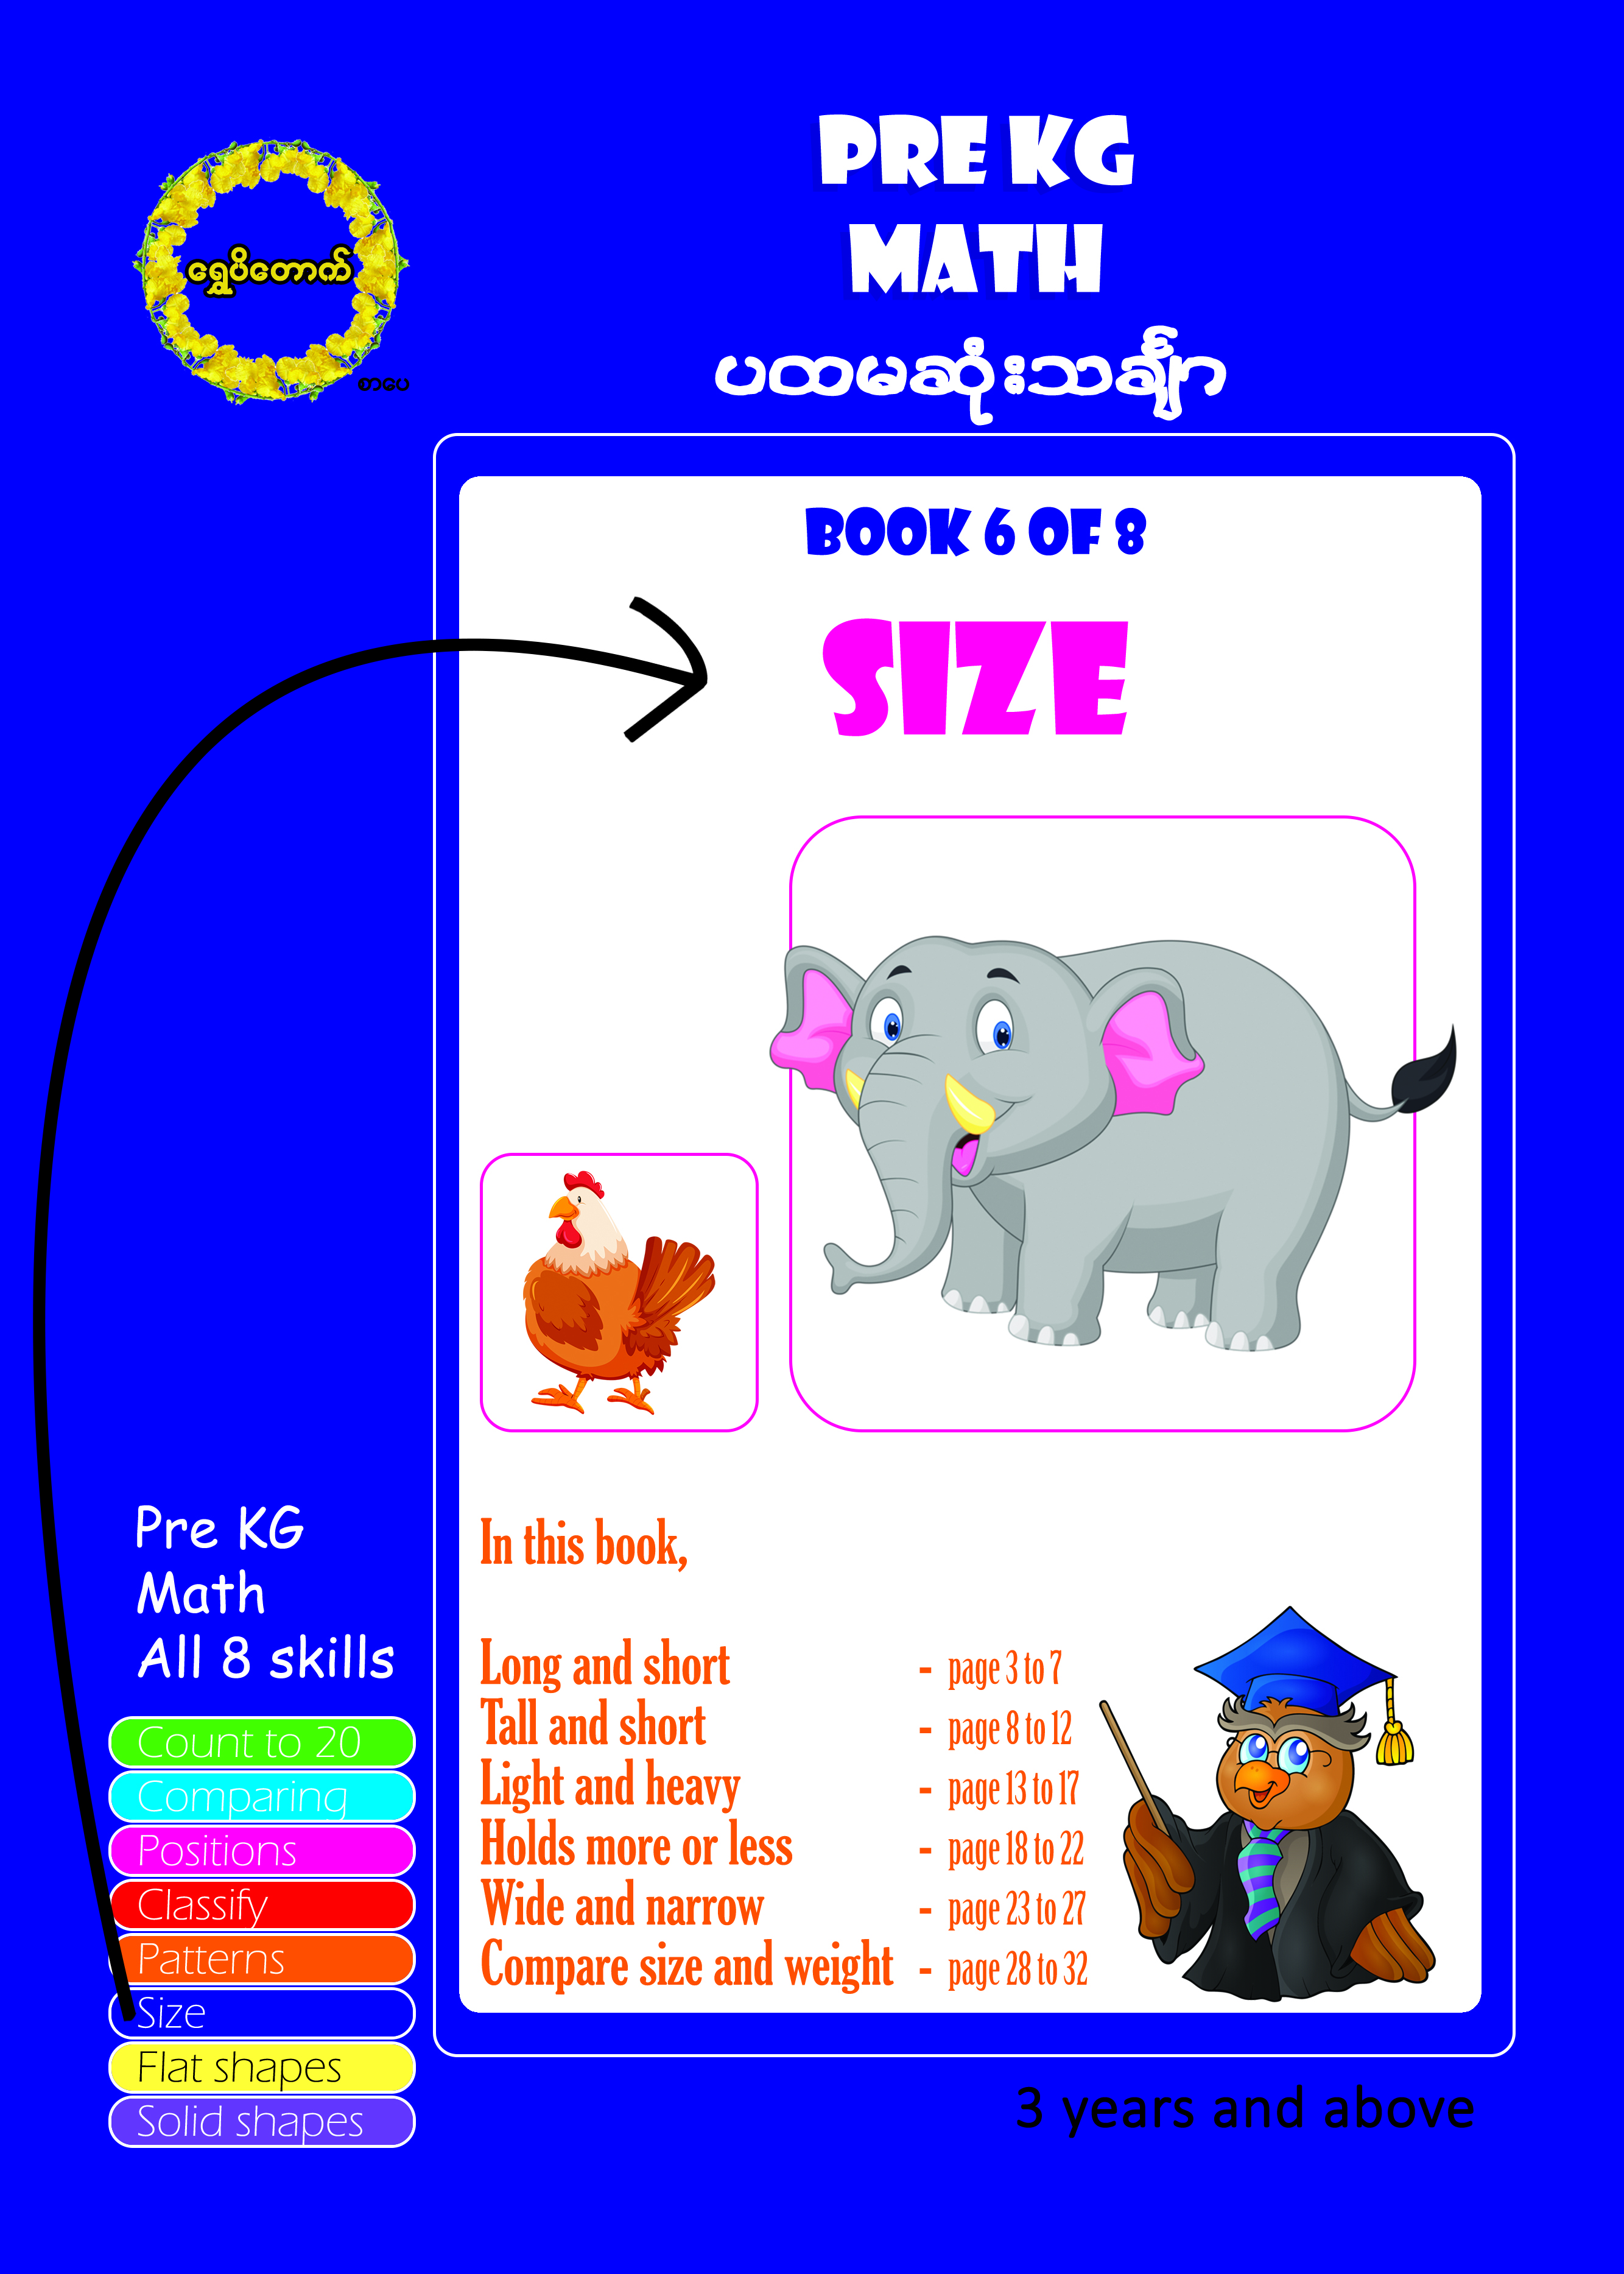 ရွှေပိတောက်
စာပေ
PRE KG
MATH
ပထမဆုံးသင်္ချာ
BOOK 6 OF 8
SIZE
In this book,
Long and short - page 3 to 7
Tall and short - page 8 to 12
Light and heavy - page 13 to 17
Holds more or less - page 18 to 22
Wide and narrow - page 23 to 27
Compare size and weight - page 28 to 32
Pre KG
Math
All 8 skills
Count to 20
Comparing
Positions
Classify
Patterns
Size
Flat shapes
Solid shapes
3 years and above